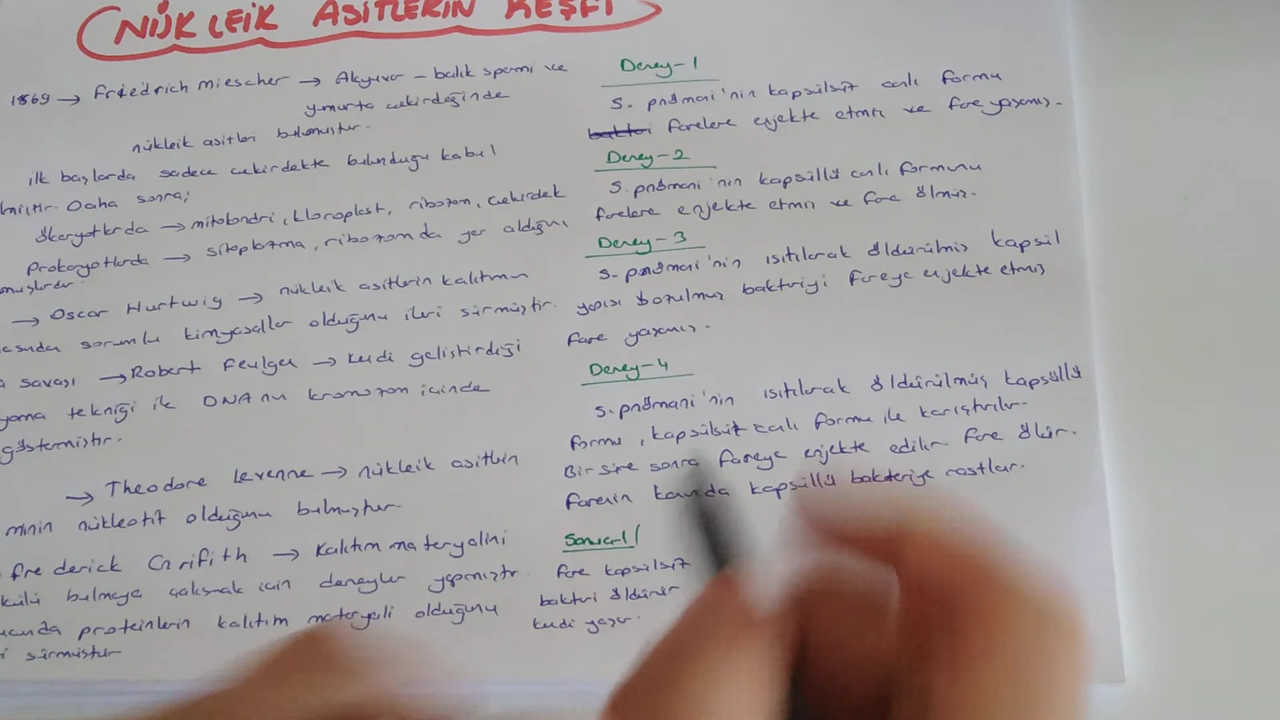 NÜKLEİK ASİTLERİN KEŞFİ
1869 → Friedrich miescher → Akyuvar - balık spermi ve
yumurta çekirdeğinde
nükleik asitleri bulmuştur.
ilk başlarda sadece çekirdekte bulunduğu kabul
Daha sonra;
ökaryotlarda → mitokondri, kloroplast, ribozom, çekirdek
Prokaryotlarda → sitoplazma, ribozomda yer aldığını
→ Oscar Hurtwig → nükleik asitlerin kalıtımın
sorumlu kimyasallar olduğunu ileri sürmüştür.
savaşı → Robert Feulgen → kendi geliştirdiği
tekniği ile DNA nın kromozom içinde
göstermiştir.
→ Theodore Levenne → nükleik asitlerin
nükleotit olduğunu bulmuştur
frederick Grifith → Kalıtım materyalini
bulmaya çalışmak için deneyler yapmıştır
proteinlerin kalıtım materyali olduğunu
sürmüştür
Deney-1
S. pnömoni'nin kapsülsüz canlı formu
farelere enjekte etmiş ve fare yaşamış.
Deney-2
S. pnömoni'nin kapsüllü canlı formunu
farelere enjekte etmiş ve fare ölmüş.
Deney-3
S. pnömoni'nin ısıtılarak öldürülmüş kapsül
yapısı bozulmuş bakteriyi fareye enjekte etmiş
fare yaşamış.
Deney-4
S. pnömoni'nin ısıtılarak öldürülmüş kapsüllü
formu, kapsülsüz canlı formu ile karıştırılır.
Bir süre sonra fareye enjekte edilir fare ölür.
farenin kanında kapsüllü bakteriye rastlar.
Sonuç-1/
fare kapsülsüz
bakteri öldürür
kendi yaşar.